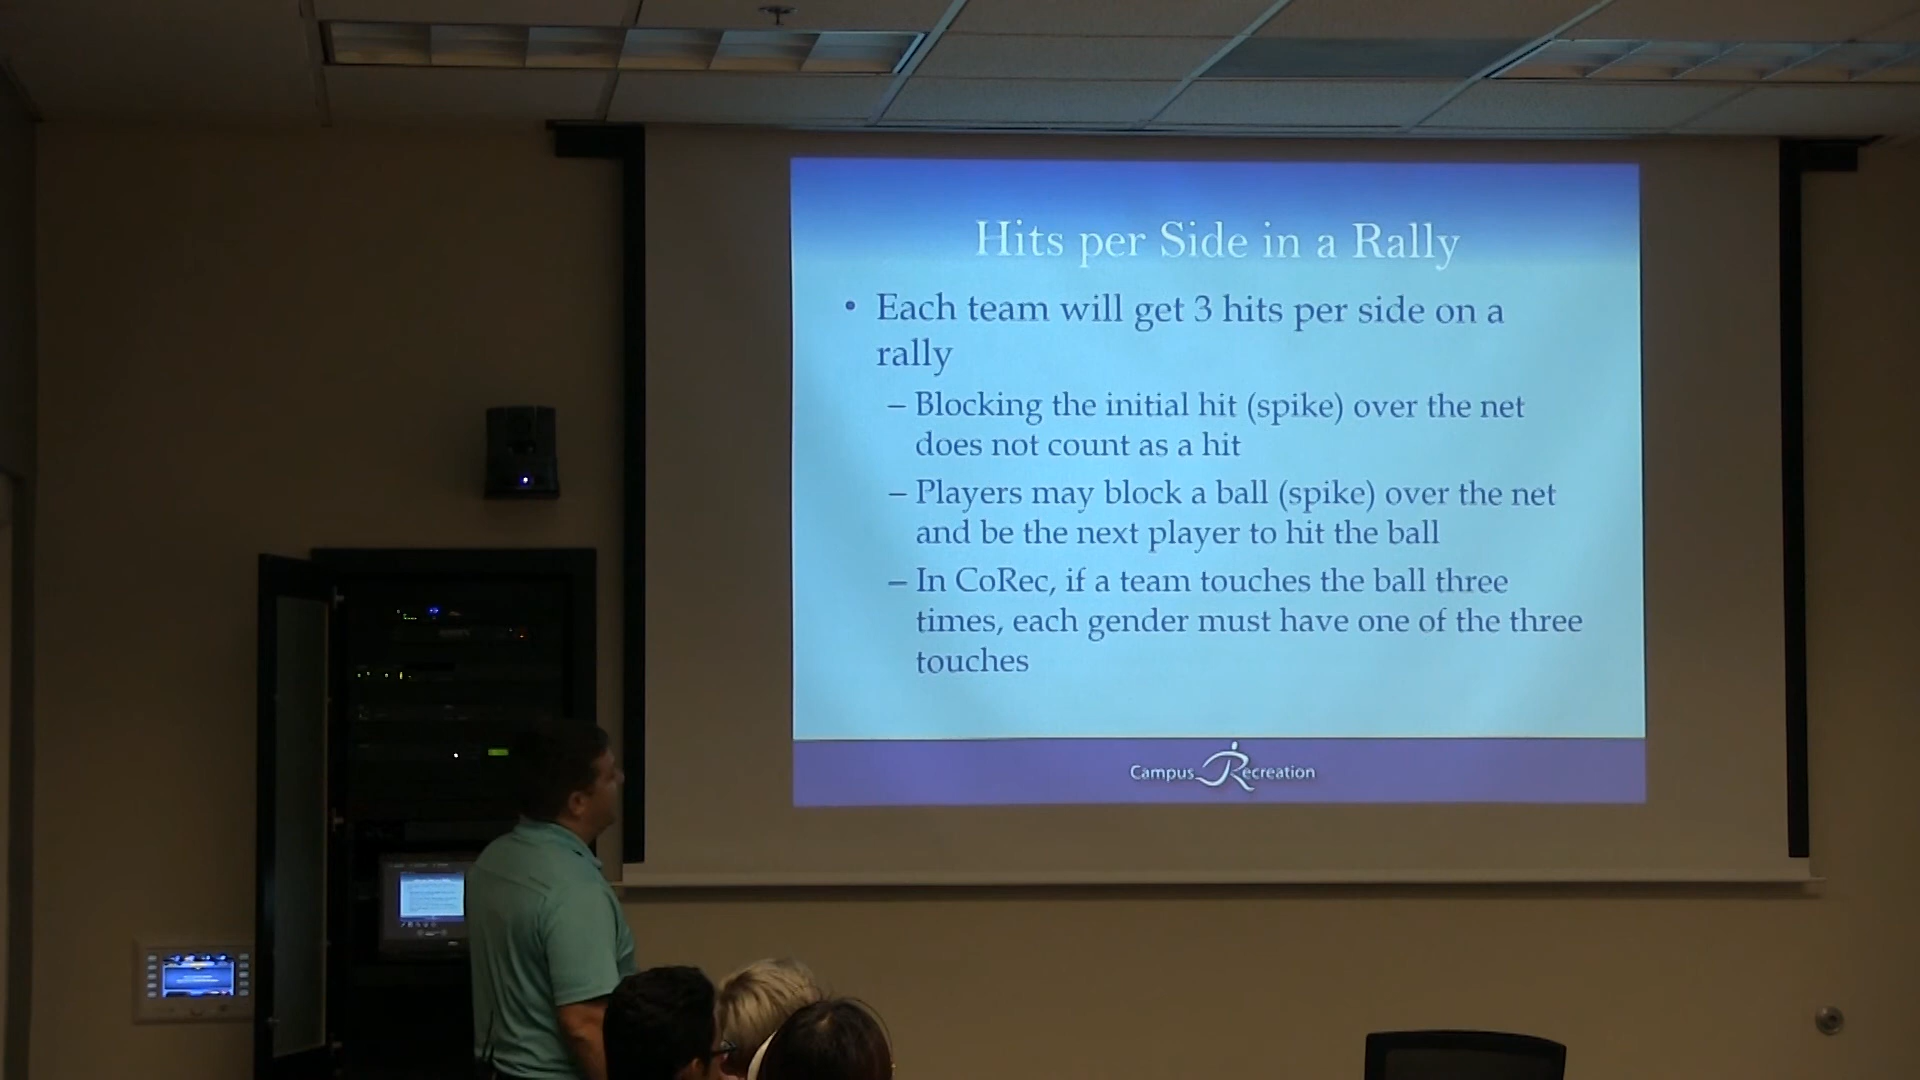 Hits per Side in a Rally
• Each team will get 3 hits per side on a
rally
– Blocking the initial hit (spike) over the net
does not count as a hit
– Players may block a ball (spike) over the net
and be the next player to hit the ball
– In CoRec, if a team touches the ball three
times, each gender must have one of the three
touches
Campus Recreation